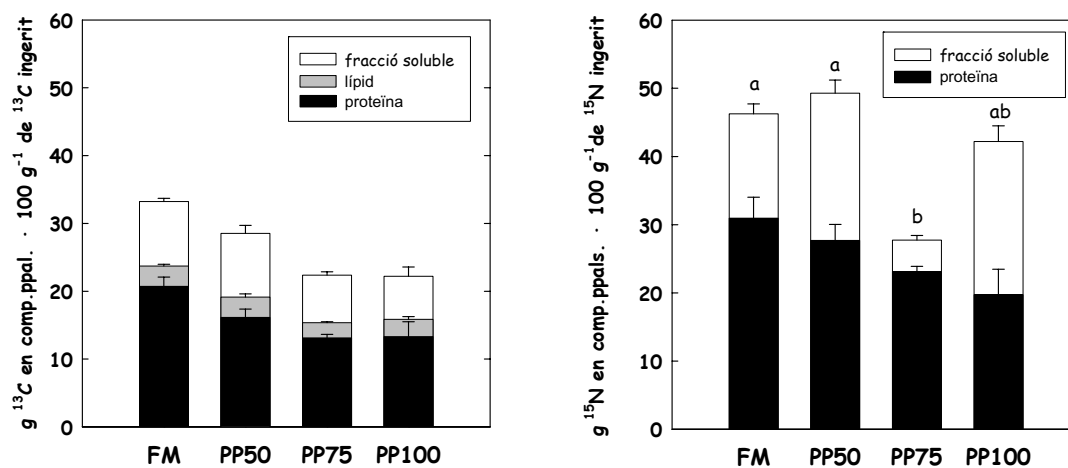 g ¹³C en comp.ppal. · 100 g⁻¹ de ¹³C ingerit
60
50
40
30
20
10
0
fracció soluble
lípid
proteïna
FM PP50 PP75 PP100
g ¹⁵N en comp.ppals. · 100 g⁻¹de ¹⁵N ingerit
60
50
40
30
20
10
0
fracció soluble
proteïna
a
a
b
ab
FM PP50 PP75 PP100